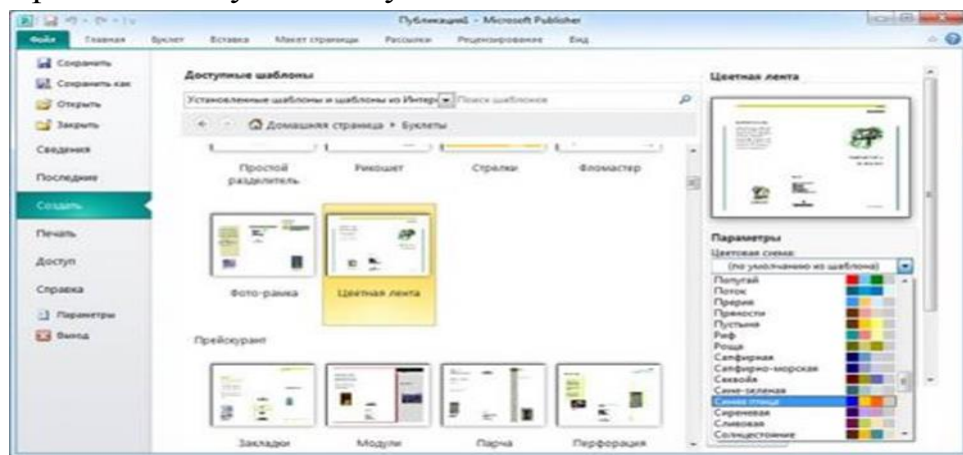 Публикация1 - Microsoft Publisher
Файл Главная Буклет Вставка Макет страницы Рассылки Рецензирование Вид
Сохранить
Сохранить как
Открыть
Закрыть
Сведения
Последние
Создать
Печать
Доступ
Справка
Параметры
Выход
Доступные шаблоны
Установленные шаблоны и шаблоны из Интерн
Поиск шаблонов
Домашняя страница Буклеты
Простой разделитель
Рикошет
Стрелки
Фломастер
Фото-рамка
Цветная лента
Прейскурант
Закладки
Модули
Парча
Перфорация
Цветная лента
Параметры
Цветовая схема:
(по умолчанию из шаблона)
Попугай
Поток
Прерия
Пряности
Пустыня
Риф
Роща
Сапфирная
Сапфирно-морская
Секвойя
Сине-зеленая
Синяя птица
Сиреневая
Сливовая
Солнцестояние